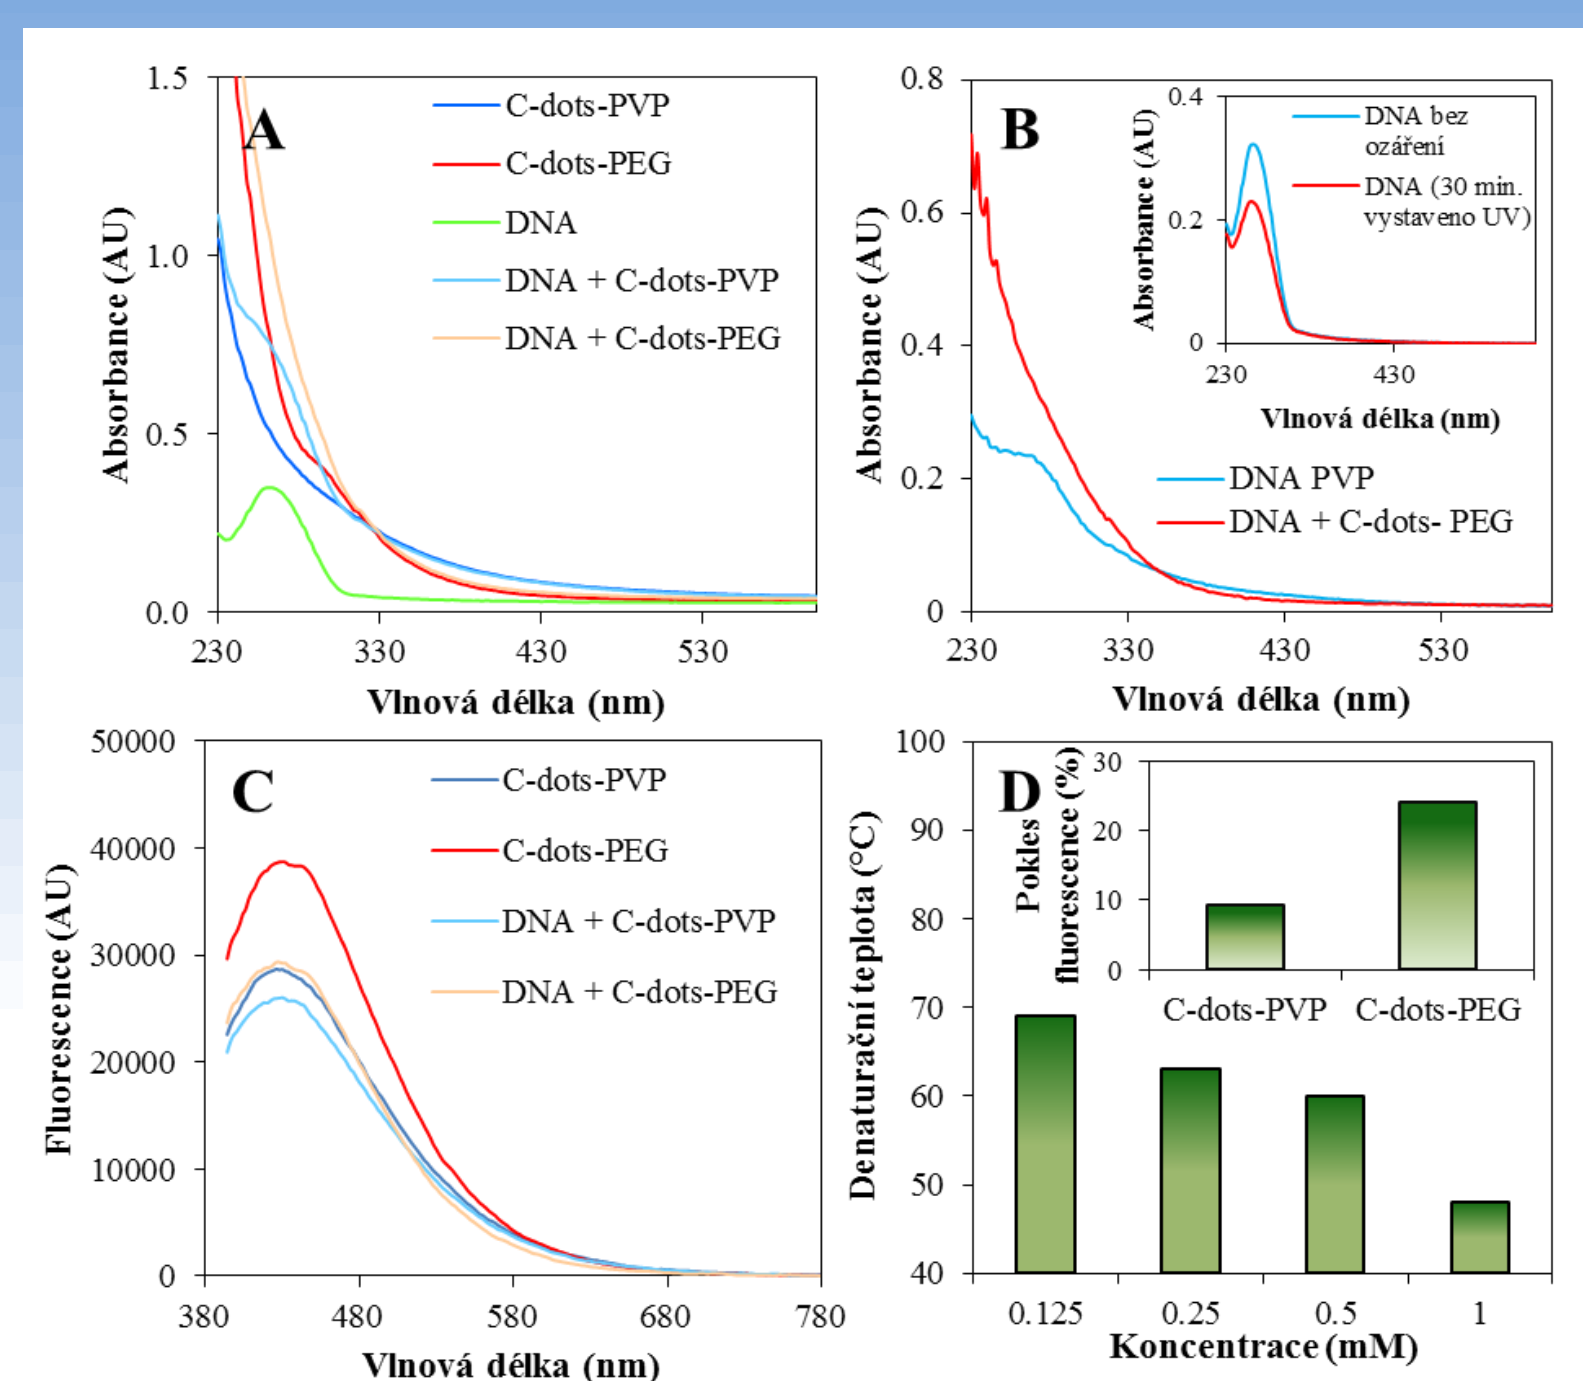 A
1.5
1.0
0.5
0.0
230
330
430
530
Absorbance (AU)
Vlnová délka (nm)
C-dots-PVP
C-dots-PEG
DNA
DNA + C-dots-PVP
DNA + C-dots-PEG
B
0.8
0.6
0.4
0.2
0
230
330
430
530
Absorbance (AU)
Vlnová délka (nm)
DNA PVP
DNA + C-dots- PEG
0.4
0.2
0
230
430
Absorbance (AU)
Vlnová délka (nm)
DNA bez
ozáření
DNA (30 min.
vystaveno UV)
C
50000
40000
30000
20000
10000
0
380
480
580
680
780
Fluorescence (AU)
Vlnová délka (nm)
C-dots-PVP
C-dots-PEG
DNA + C-dots-PVP
DNA + C-dots-PEG
D
100
90
80
70
60
50
40
0.125
0.25
0.5
1
Denaturační teplota (°C)
Koncentrace (mM)
Pokles
fluorescence (%)
30
20
10
0
C-dots-PVP
C-dots-PEG